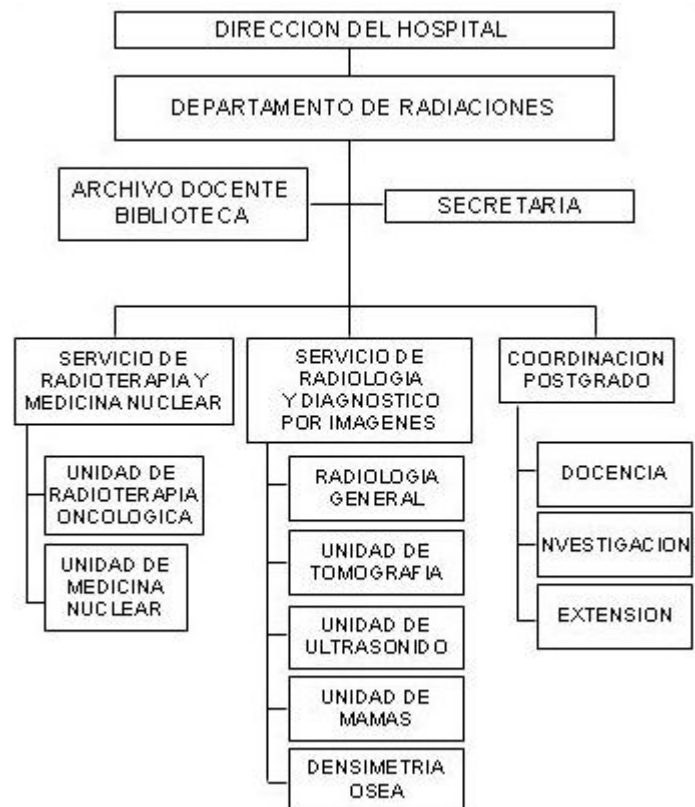 DIRECCION DEL HOSPITAL
DEPARTAMENTO DE RADIACIONES
ARCHIVO DOCENTE
BIBLIOTECA
SECRETARIA
SERVICIO DE
RADIOTERAPIA Y
MEDICINA NUCLEAR
UNIDAD DE
RADIOTERAPIA
ONCOLOGICA
UNIDAD DE
MEDICINA
NUCLEAR
SERVICIO DE
RADIOLOGIA
Y DIAGNOSTICO
POR IMAGENES
RADIOLOGIA
GENERAL
UNIDAD DE
TOMOGRAFIA
UNIDAD DE
ULTRASONIDO
UNIDAD DE
MAMAS
DENSIMETRIA
OSEA
COORDINACION
POSTGRADO
DOCENCIA
NVESTIGACION
EXTENSION